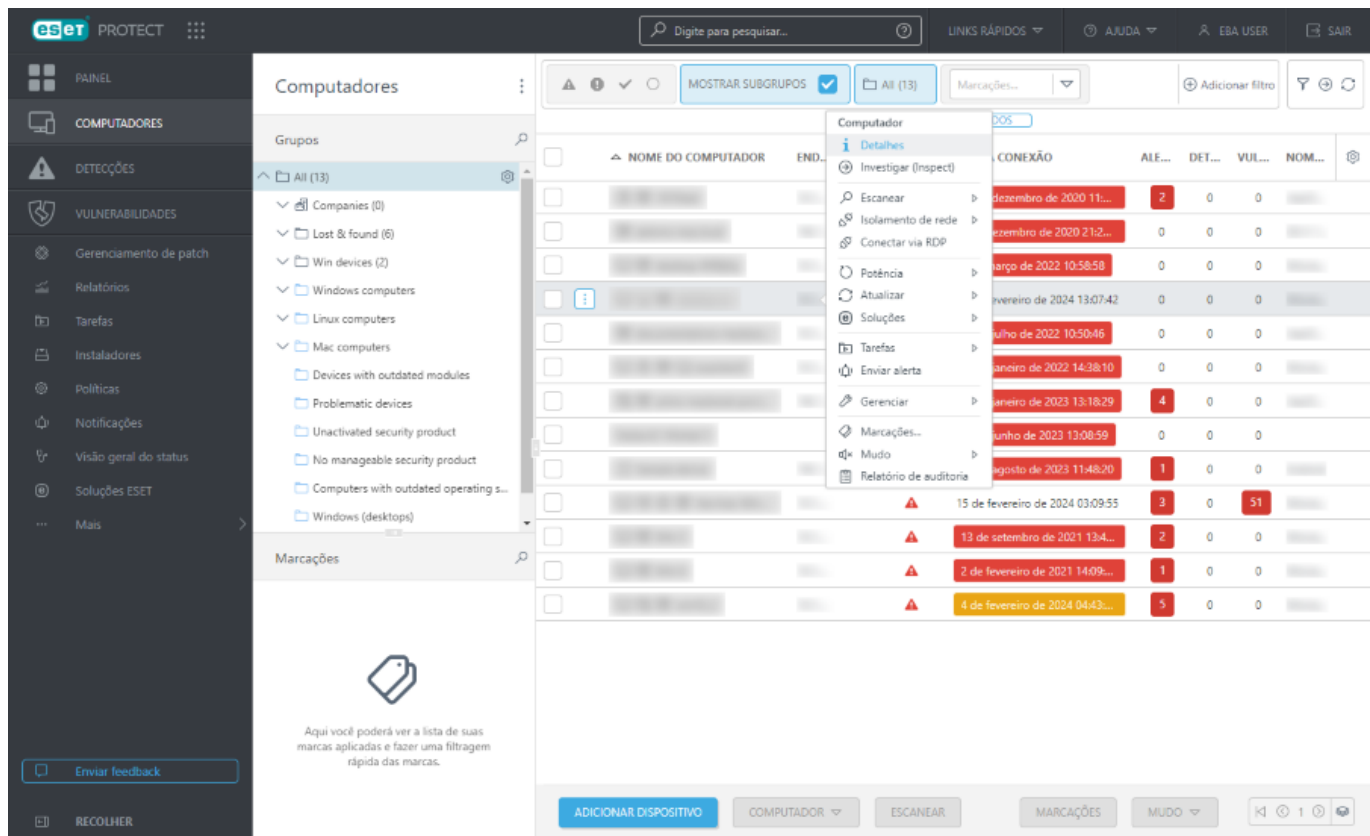 eset PROTECT
Digite para pesquisar...
LINKS RÁPIDOS
AJUDA
EBA USER
SAIR
PAINEL
COMPUTADORES
DETECÇÕES
VULNERABILIDADES
Gerenciamento de patch
Relatórios
Tarefas
Instaladores
Políticas
Notificações
Visão geral do status
Soluções ESET
Mais
Enviar feedback
RECOLHER
Computadores
Grupos
All (13)
Companies (0)
Lost & found (6)
Win devices (2)
Windows computers
Linux computers
Mac computers
Devices with outdated modules
Problematic devices
Unactivated security product
No manageable security product
Computers with outdated operating s...
Windows (desktops)
Marcações
Aqui você poderá ver a lista de suas
marcas aplicadas e fazer uma filtragem
rápida das marcas.
MOSTRAR SUBGRUPOS
All (13)
Marcações...
Adicionar filtro
DOS
NOME DO COMPUTADOR END... CONEXÃO ALE... DET... VUL... NOM...
Computador
Detalhes
Investigar (Inspect)
Escanear
Isolamento de rede
Conectar via RDP
Potência
Atualizar
Soluções
Tarefas
Enviar alerta
Gerenciar
Marcações...
Mudo
Relatório de auditoria
dezembro de 2020 11:... 2 0 0
ezembro de 2020 21:2... 0 0 0
março de 2022 10:58:58 0 0 0
evereiro de 2024 13:07:42 0 0 0
julho de 2022 10:50:46 0 0 0
janeiro de 2022 14:38:10 0 0 0
janeiro de 2023 13:18:29 4 0 0
junho de 2023 13:08:59 0 0 0
agosto de 2023 11:48:20 1 0 0
15 de fevereiro de 2024 03:09:55 3 0 51
13 de setembro de 2021 13:4... 2 0 0
2 de fevereiro de 2021 14:09:... 1 0 0
4 de fevereiro de 2024 04:43:... 5 0 0
ADICIONAR DISPOSITIVO
COMPUTADOR
ESCANEAR
MARCAÇÕES
MUDO
1